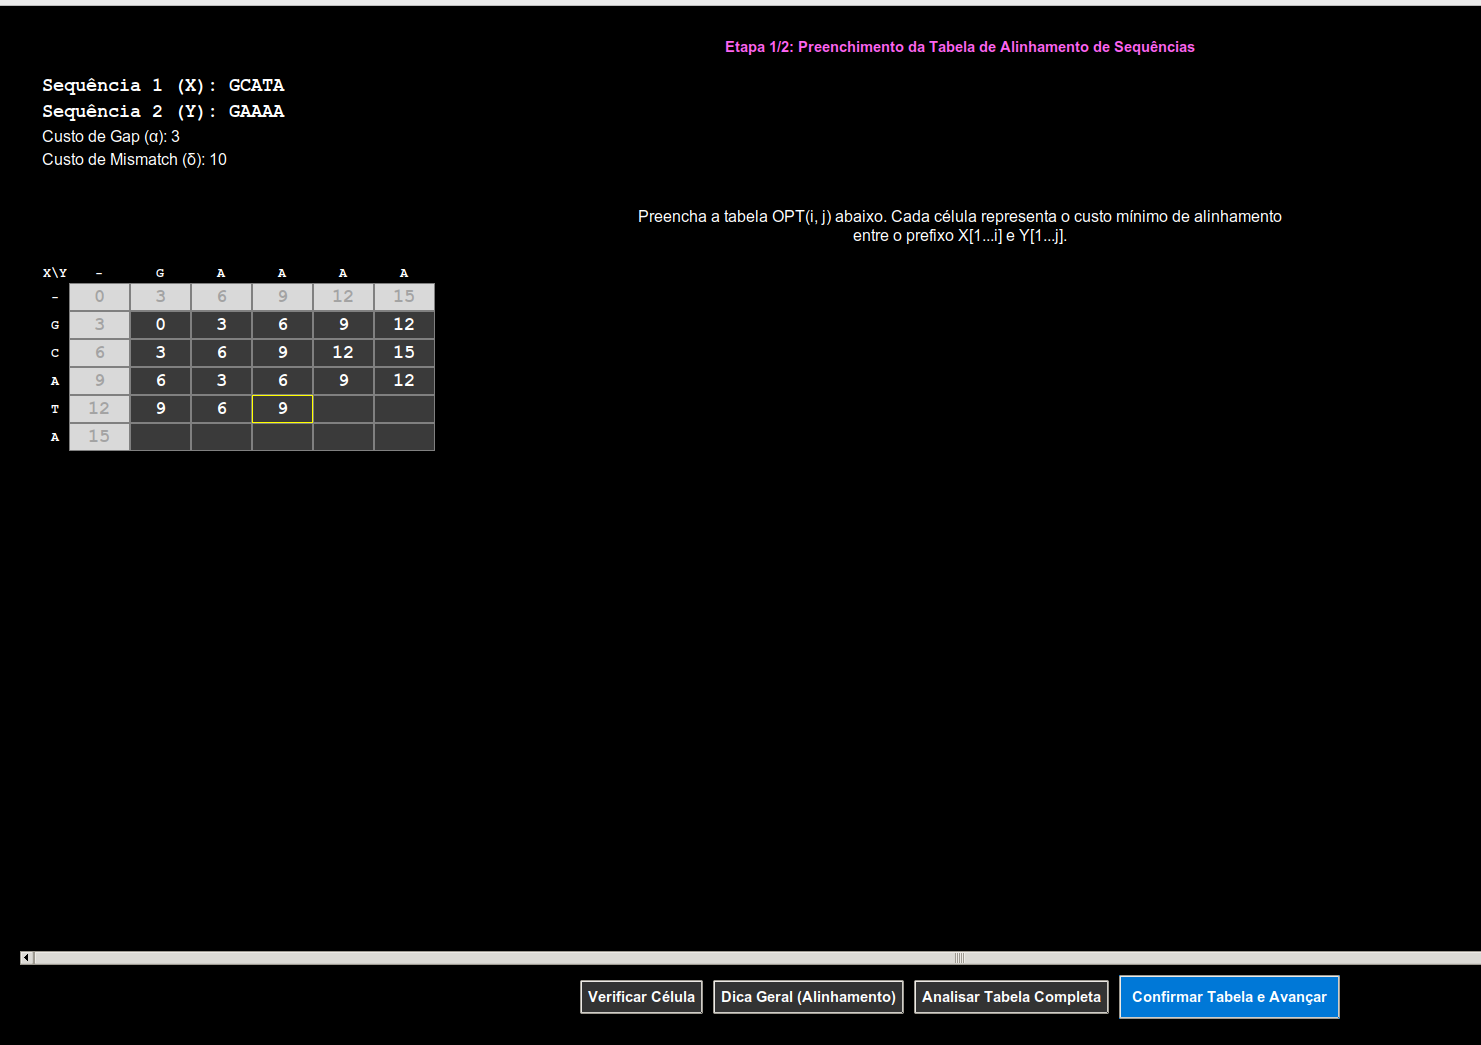 Etapa 1/2: Preenchimento da Tabela de Alinhamento de Sequências
Sequência 1 (X): GCATA
Sequência 2 (Y): GAAAA
Custo de Gap (α): 3
Custo de Mismatch (δ): 10
Preencha a tabela OPT(i, j) abaixo. Cada célula representa o custo mínimo de alinhamento
entre o prefixo X[1...i] e Y[1...j].
X\Y - G A A A A
- 0 3 6 9 12 15
G 3 0 3 6 9 12
C 6 3 6 9 12 15
A 9 6 3 6 9 12
T 12 9 6 9
A 15
Verificar Célula Dica Geral (Alinhamento) Analisar Tabela Completa Confirmar Tabela e Avançar